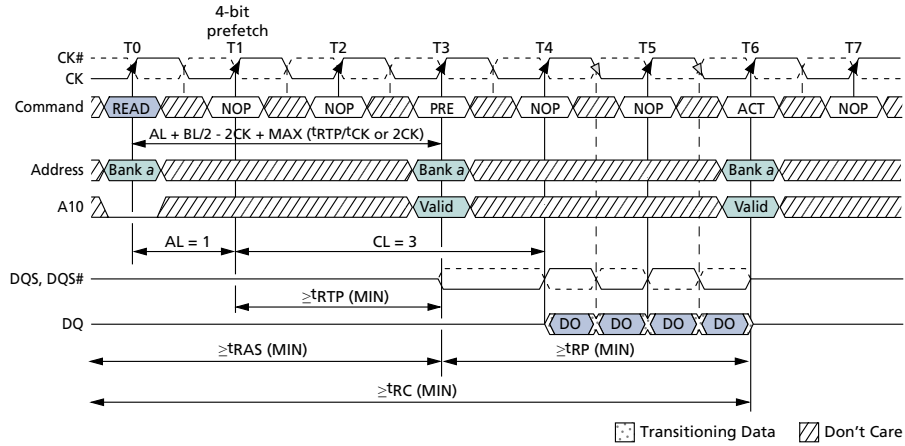 4-bit
prefetch
T0 T1 T2 T3 T4 T5 T6 T7
CK#
CK
Command READ NOP NOP PRE NOP NOP ACT NOP
AL + BL/2 - 2CK + MAX (tRTP/tCK or 2CK)
Address Bank a Bank a Bank a
A10 Valid Valid
AL = 1 CL = 3
DQS, DQS#
≥tRTP (MIN)
DQ DO DO DO DO
≥tRAS (MIN) ≥tRP (MIN)
≥tRC (MIN)
Transitioning Data Don't Care